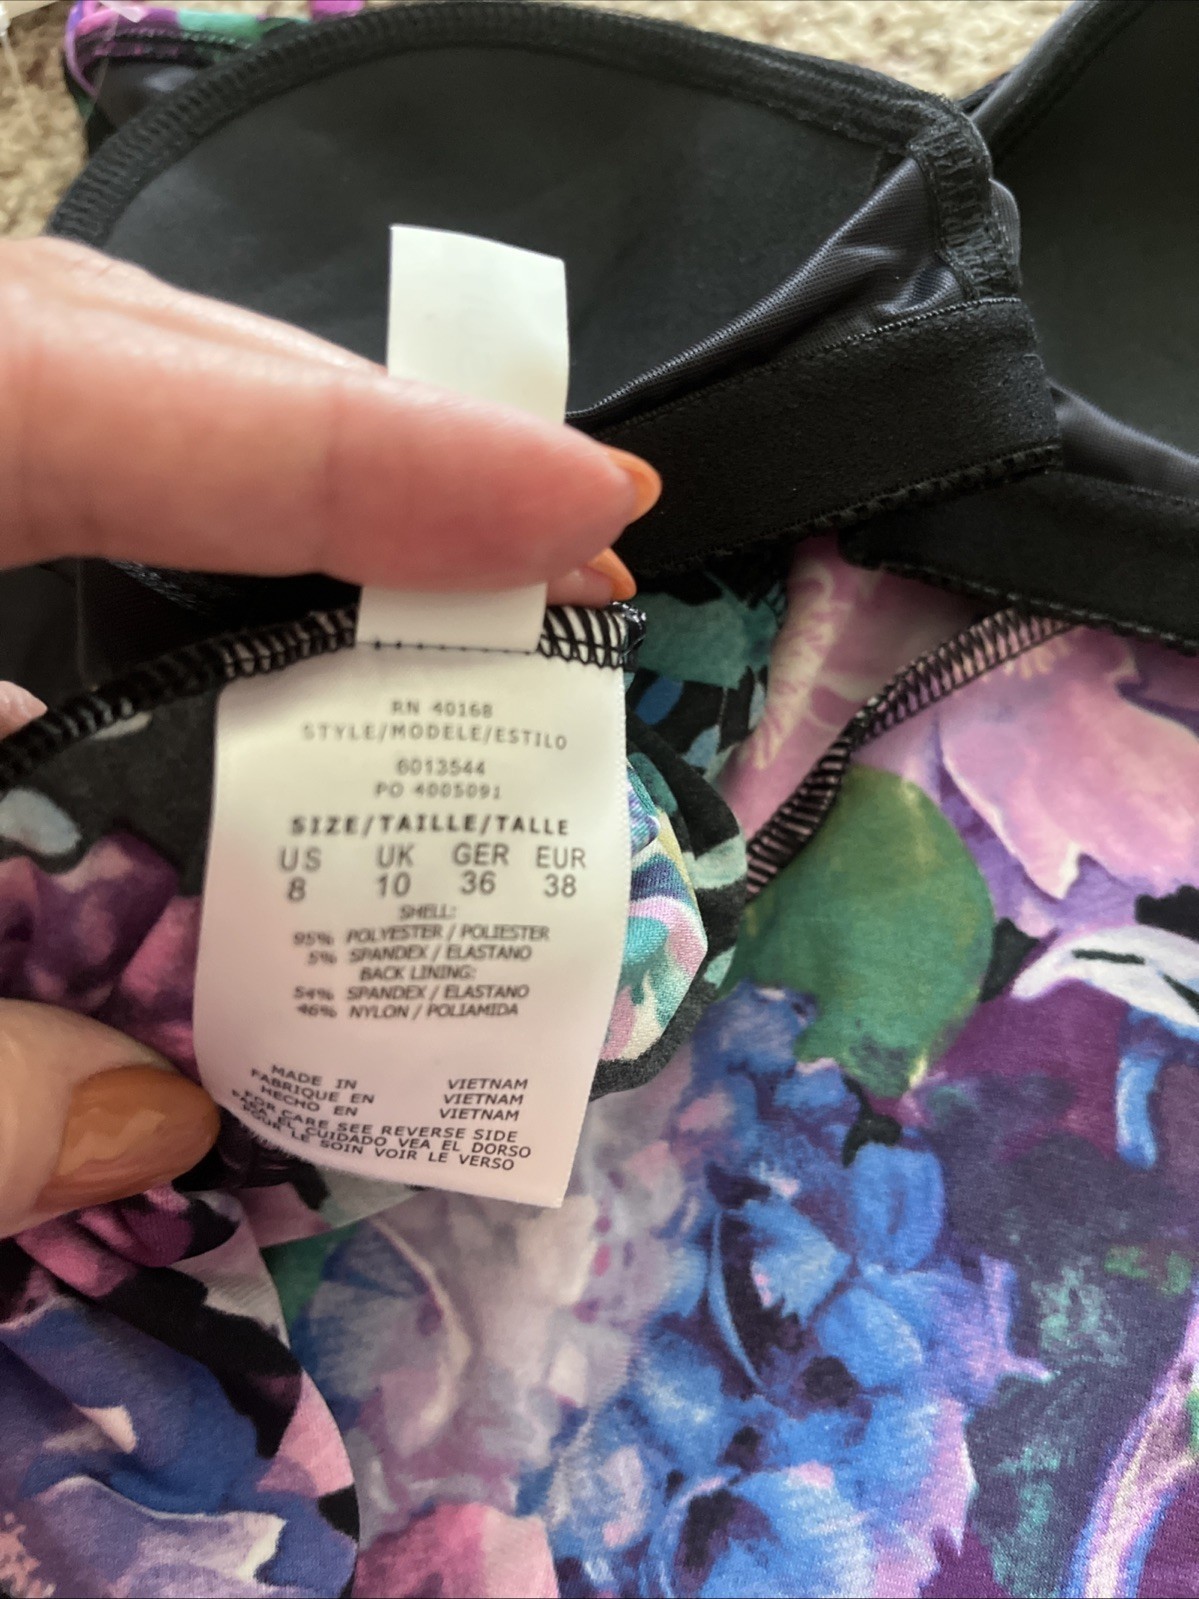 RN 40168
STYLE/MODELE/ESTILO
6013544
PO 4005091
SIZE/TAILLE/TALLE
US UK GER EUR
8 10 36 38
SHELL:
95% POLYESTER / POLIESTER
5% SPANDEX / ELASTANO
BACK LINING:
54% SPANDEX / ELASTANO
46% NYLON / POLIAMIDA
MADE IN VIETNAM
FABRIQUE EN VIETNAM
HECHO EN VIETNAM
FOR CARE SEE REVERSE SIDE
PARA EL CUIDADO VEA EL DORSO
POUR LE SOIN VOIR LE VERSO